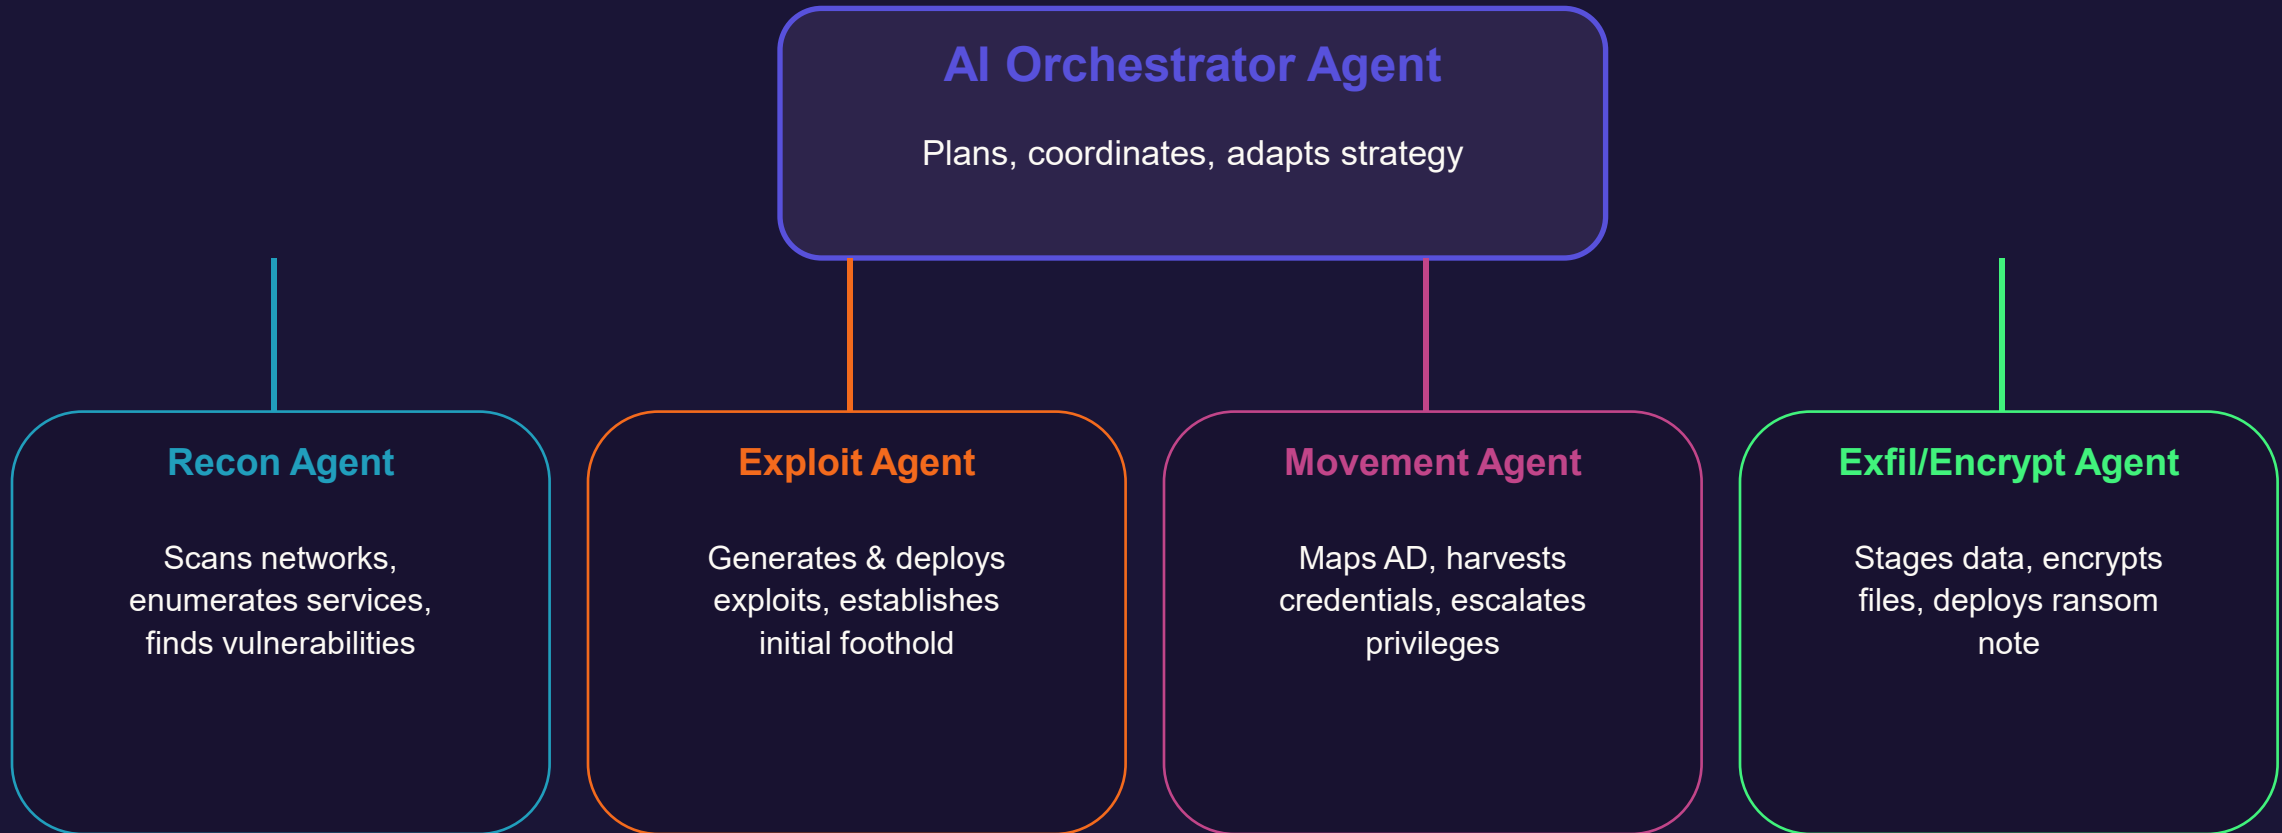 AI Orchestrator Agent
Plans, coordinates, adapts strategy
Recon Agent
Scans networks,
enumerates services,
finds vulnerabilities
Exploit Agent
Generates & deploys
exploits, establishes
initial foothold
Movement Agent
Maps AD, harvests
credentials, escalates
privileges
Exfil/Encrypt Agent
Stages data, encrypts
files, deploys ransom
note